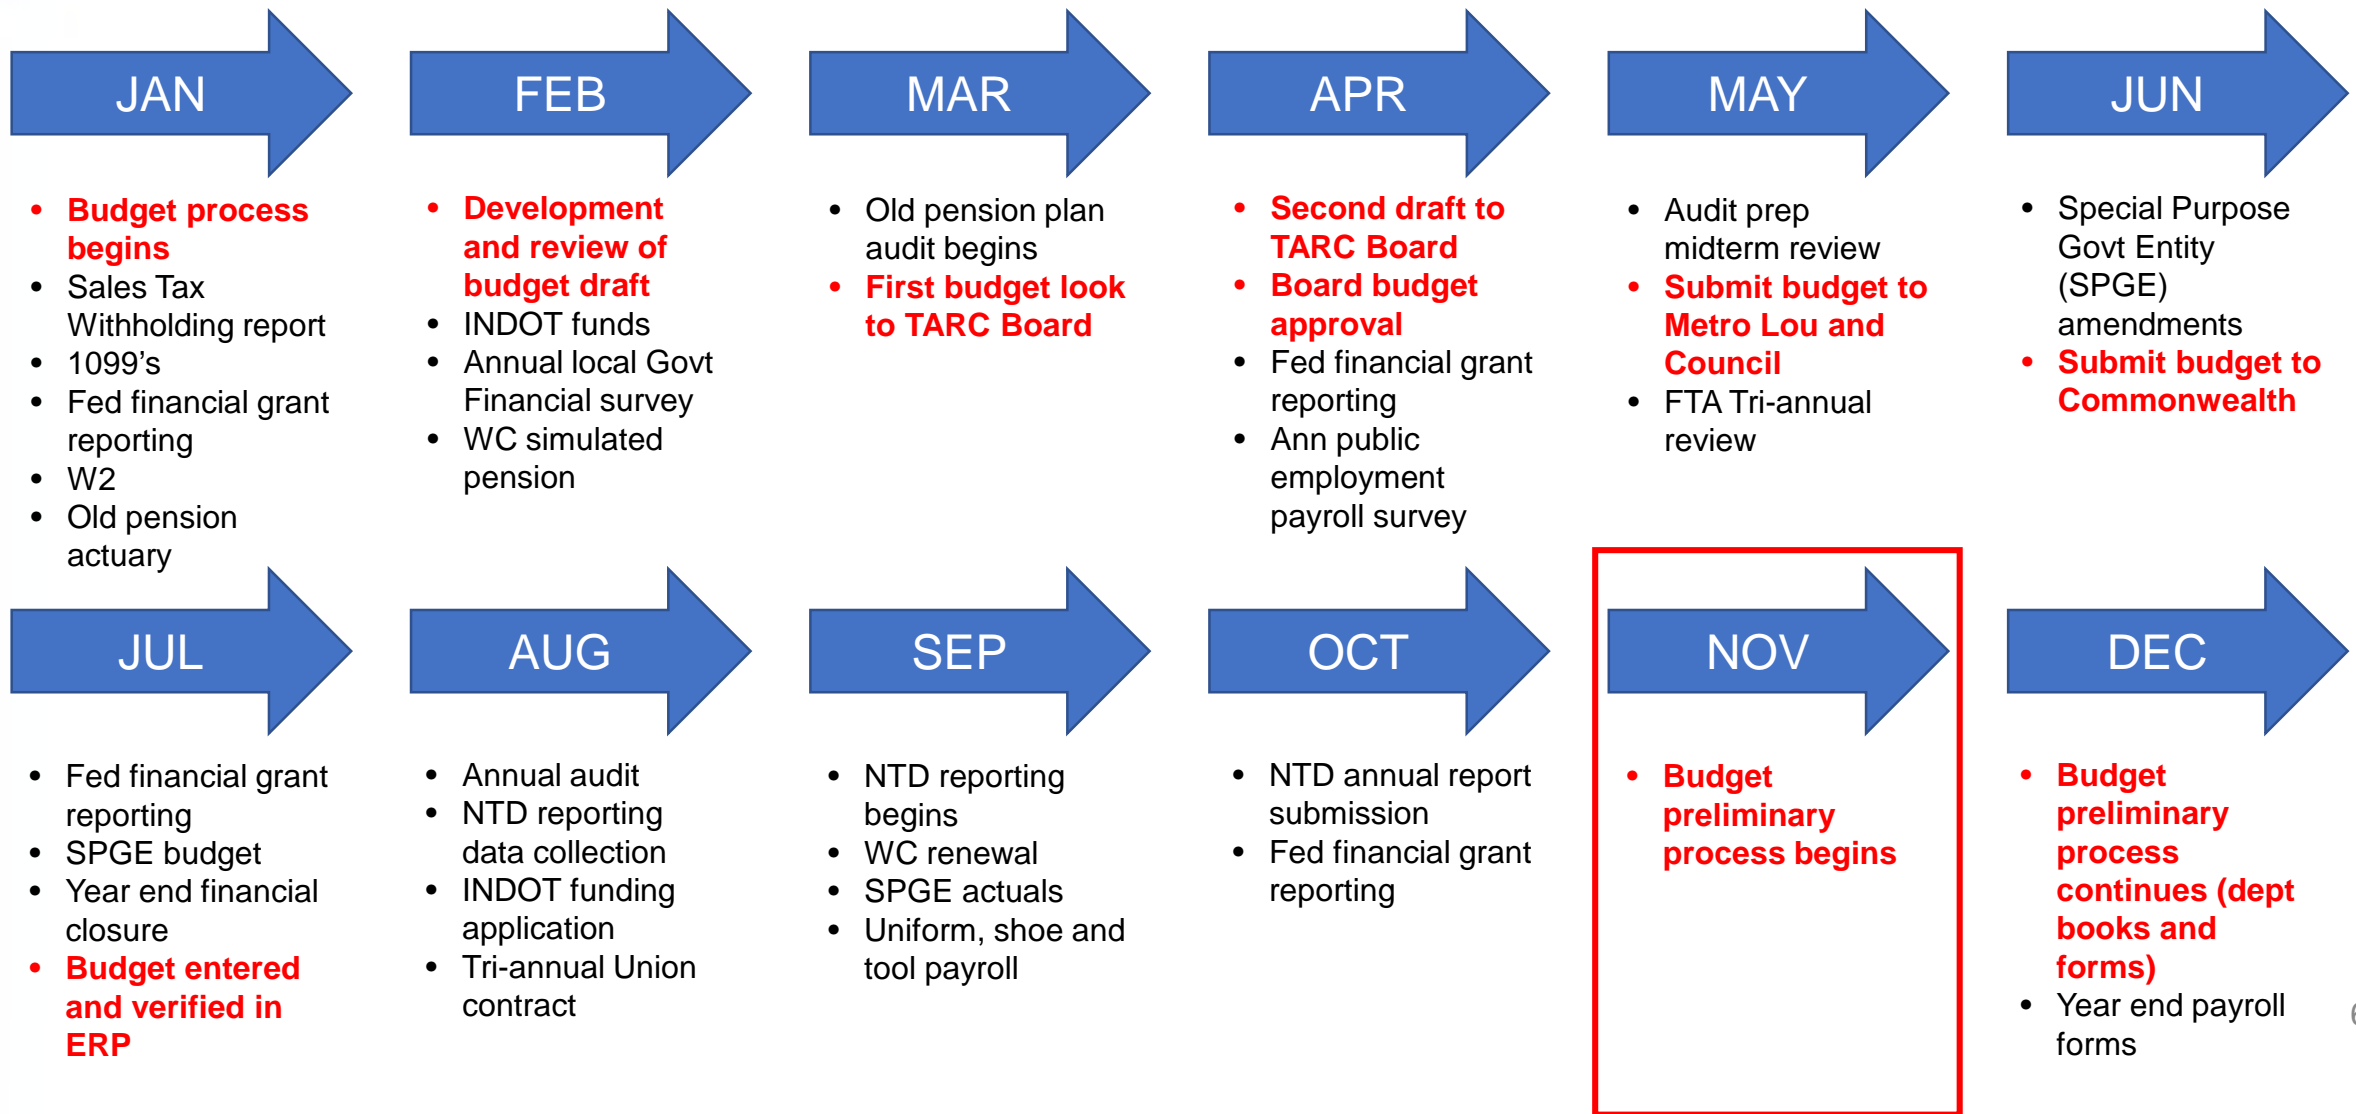 JAN
• Budget process
begins
• Sales Tax
Withholding report
• 1099's
• Fed financial grant
reporting
• W2
• Old pension
actuary
FEB
• Development
and review of
budget draft
• INDOT funds
• Annual local Govt
Financial survey
• WC simulated
pension
MAR
• Old pension plan
audit begins
• First budget look
to TARC Board
APR
• Second draft to
TARC Board
• Board budget
approval
• Fed financial grant
reporting
• Ann public
employment
payroll survey
MAY
• Audit prep
midterm review
• Submit budget to
Metro Lou and
Council
• FTA Tri-annual
review
JUN
• Special Purpose
Govt Entity
(SPGE)
amendments
• Submit budget to
Commonwealth
JUL
• Fed financial grant
reporting
• SPGE budget
• Year end financial
closure
• Budget entered
and verified in
ERP
AUG
• Annual audit
• NTD reporting
data collection
• INDOT funding
application
• Tri-annual Union
contract
SEP
• NTD reporting
begins
• WC renewal
• SPGE actuals
• Uniform, shoe and
tool payroll
OCT
• NTD annual report
submission
• Fed financial grant
reporting
NOV
• Budget
preliminary
process begins
DEC
• Budget
preliminary
process
continues (dept
books and
forms)
• Year end payroll
forms